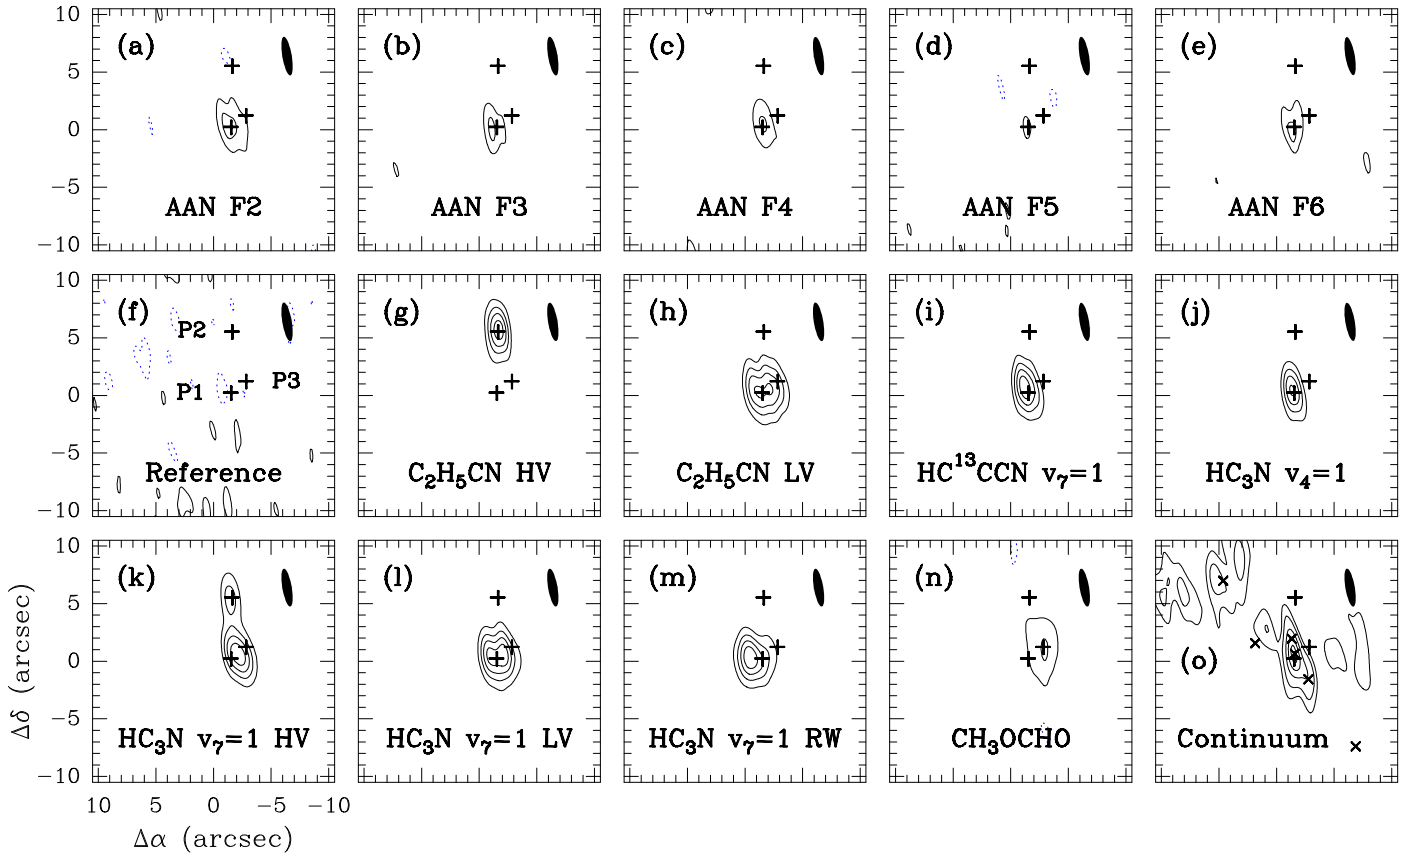 (a) (b) (c) (d) (e)
10
5
0
−5
AAN F2 AAN F3 AAN F4 AAN F5 AAN F6
−10
10
(f) (g) (h) (i) (j)
5 P2
P3
0 P1
−5
Reference C₂H₅CN HV C₂H₅CN LV HC¹³CCN v₇=1 HC₃N v₄=1
−10
10
(k) (l) (m) (n)
5
0 (o)
−5
HC₃N v₇=1 HV HC₃N v₇=1 LV HC₃N v₇=1 RW CH₃OCHO Continuum
−10
10 5 0 −5 −10
Δα (arcsec)
Δδ (arcsec)